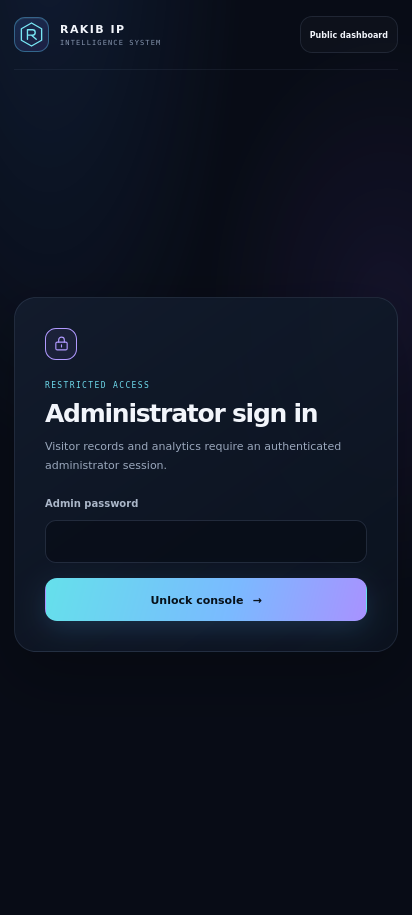 RAKIB IP
INTELLIGENCE SYSTEM
Public dashboard
RESTRICTED ACCESS
Administrator sign in
Visitor records and analytics require an authenticated
administrator session.
Admin password
Unlock console →